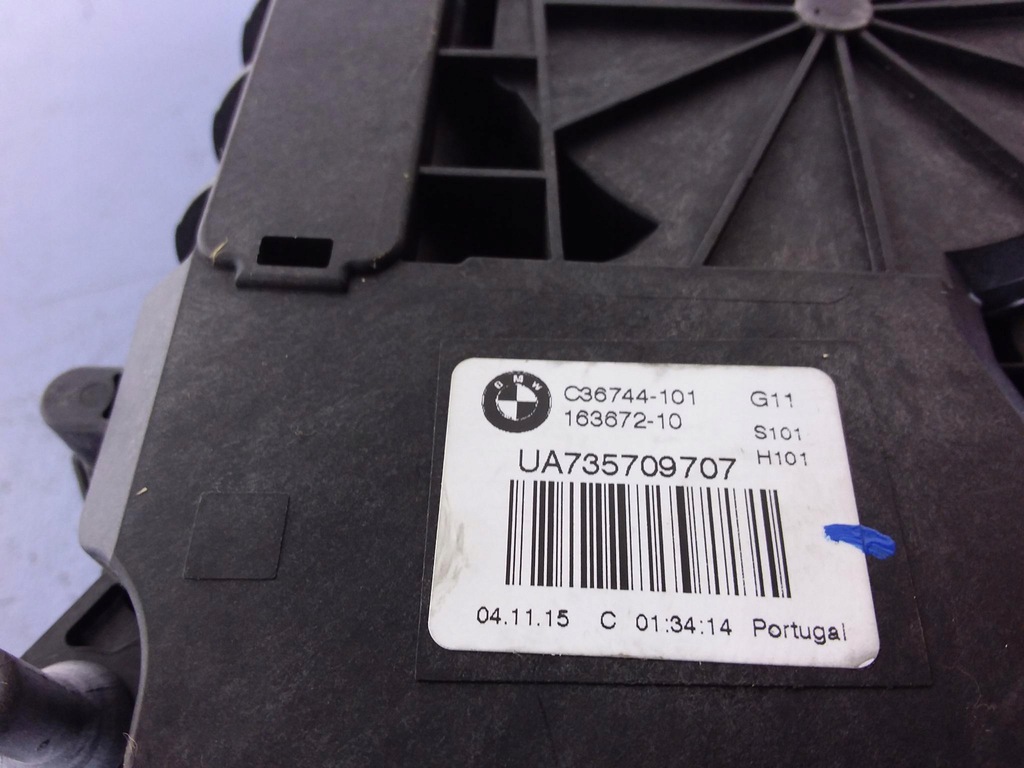 BMW
C36744-101 G11
163672-10 S101
UA735709707 H101
04.11.15 C 01:34:14 Portugal